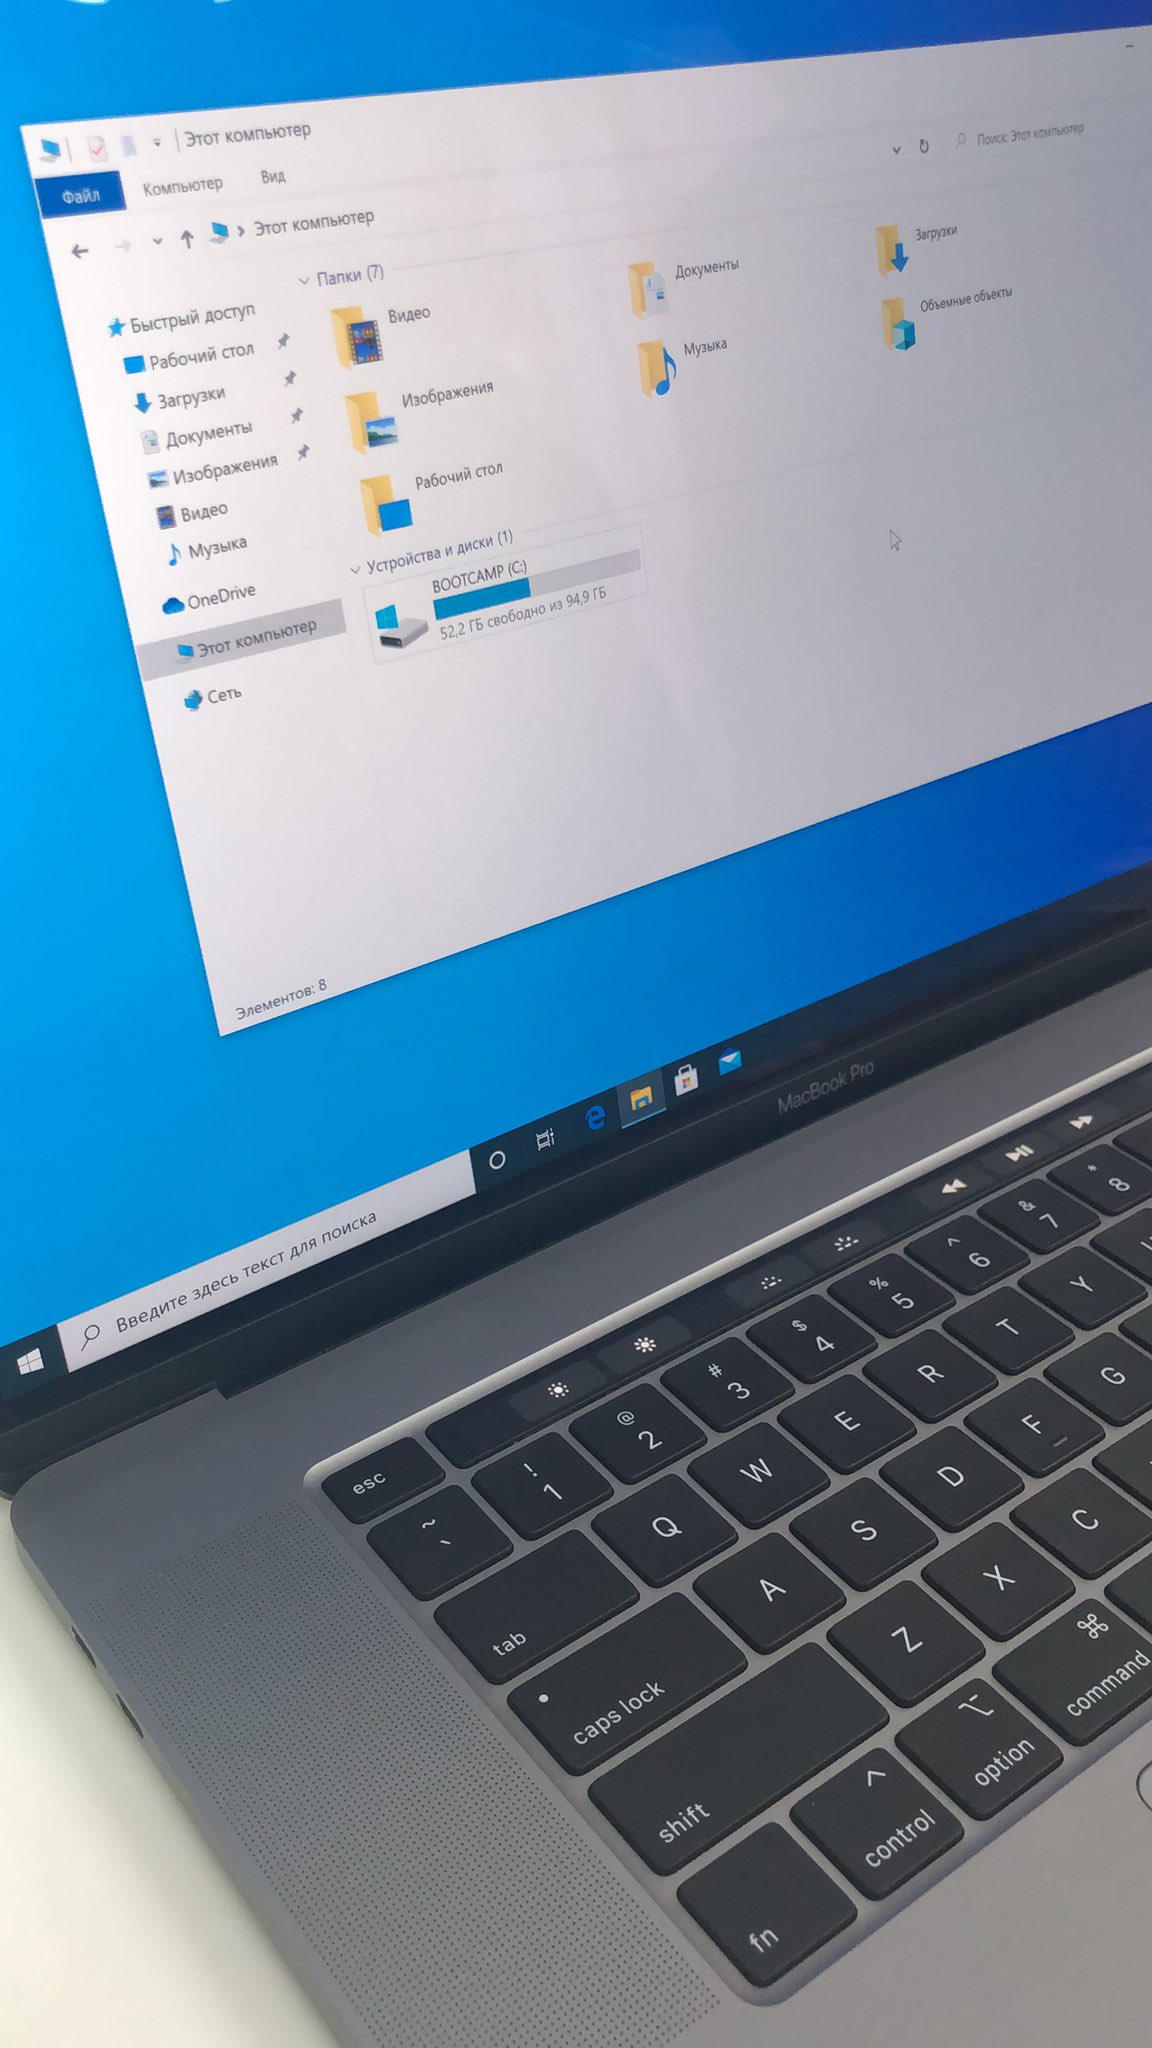 Этот компьютер
Файл
Компьютер
Вид
Этот компьютер
Поиск: Этот компьютер
Быстрый доступ
Рабочий стол
Загрузки
Документы
Изображения
Видео
Музыка
OneDrive
Этот компьютер
Сеть
Папки (7)
Видео
Документы
Загрузки
Изображения
Музыка
Объемные объекты
Рабочий стол
Устройства и диски (1)
BOOTCAMP (C:)
52,2 ГБ свободно из 94,9 ГБ
Элементов: 8
Введите здесь текст для поиска
MacBook Pro
esc
~ `
! 1
@ 2
# 3
$ 4
% 5
^ 6
& 7
* 8
tab
Q
W
E
R
T
Y
caps lock
A
S
D
F
G
shift
Z
X
C
fn
^ control
⌥ option
⌘ command